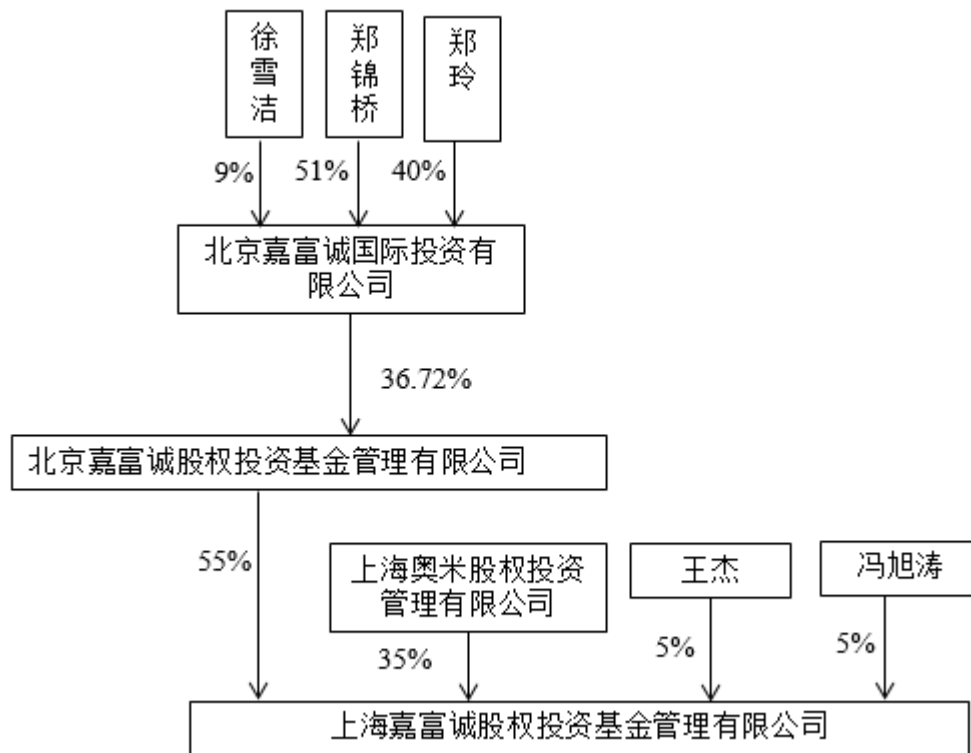 徐雪洁
郑锦桥
郑玲
9%
51%
40%
北京嘉富诚国际投资有
限公司
36.72%
北京嘉富诚股权投资基金管理有限公司
55%
上海奥米股权投资
管理有限公司
王杰
冯旭涛
35%
5%
5%
上海嘉富诚股权投资基金管理有限公司